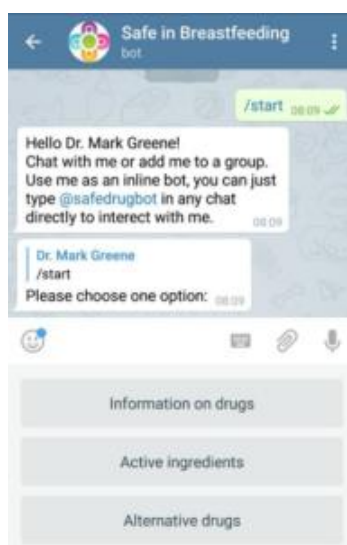 Safe in Breastfeeding
bot
/start 08:09
Hello Dr. Mark Greene!
Chat with me or add me to a group.
Use me as an inline bot, you can just
type @safedrugbot in any chat
directly to interect with me. 08:09
Dr. Mark Greene
/start
Please choose one option: 08:09
Information on drugs
Active ingredients
Alternative drugs